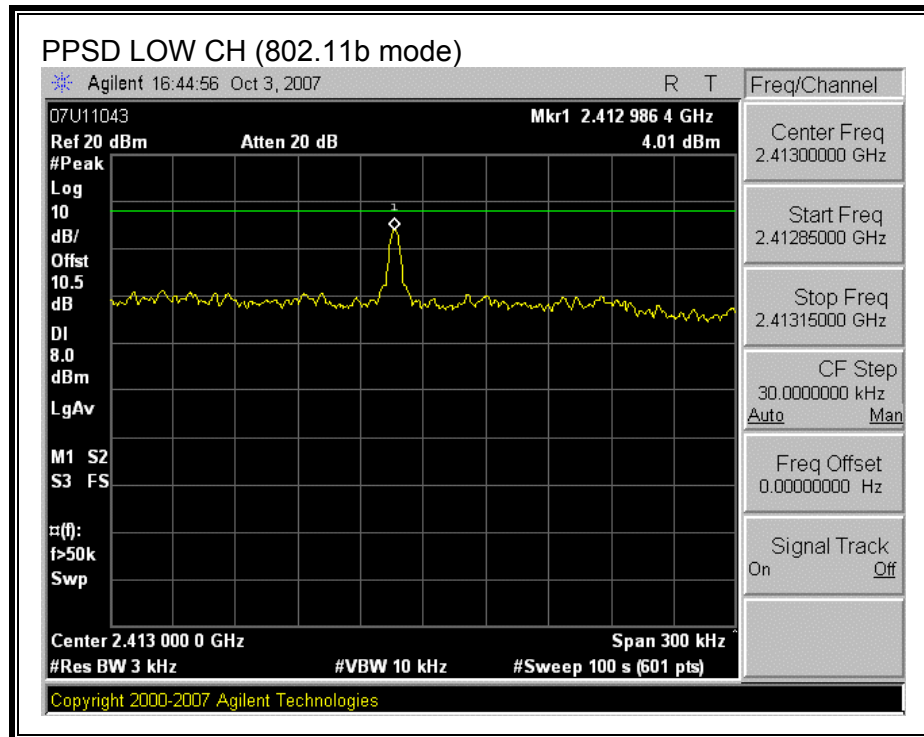 PPSD LOW CH (802.11b mode)
Agilent 16:44:56 Oct 3, 2007 R T
Freq/Channel
07U11043 Mkr1 2.412 986 4 GHz
Ref 20 dBm Atten 20 dB 4.01 dBm
#Peak
Log
10
dB/
Offst
10.5
dB
DI
8.0
dBm
LgAv
M1 S2
S3 FS
¤(f):
f>50k
Swp
1
Center 2.413 000 0 GHz Span 300 kHz ^
#Res BW 3 kHz #VBW 10 kHz #Sweep 100 s (601 pts)
Center Freq
2.41300000 GHz
Start Freq
2.41285000 GHz
Stop Freq
2.41315000 GHz
CF Step
30.0000000 kHz
Auto Man
Freq Offset
0.00000000 Hz
Signal Track
On Off
Copyright 2000-2007 Agilent Technologies